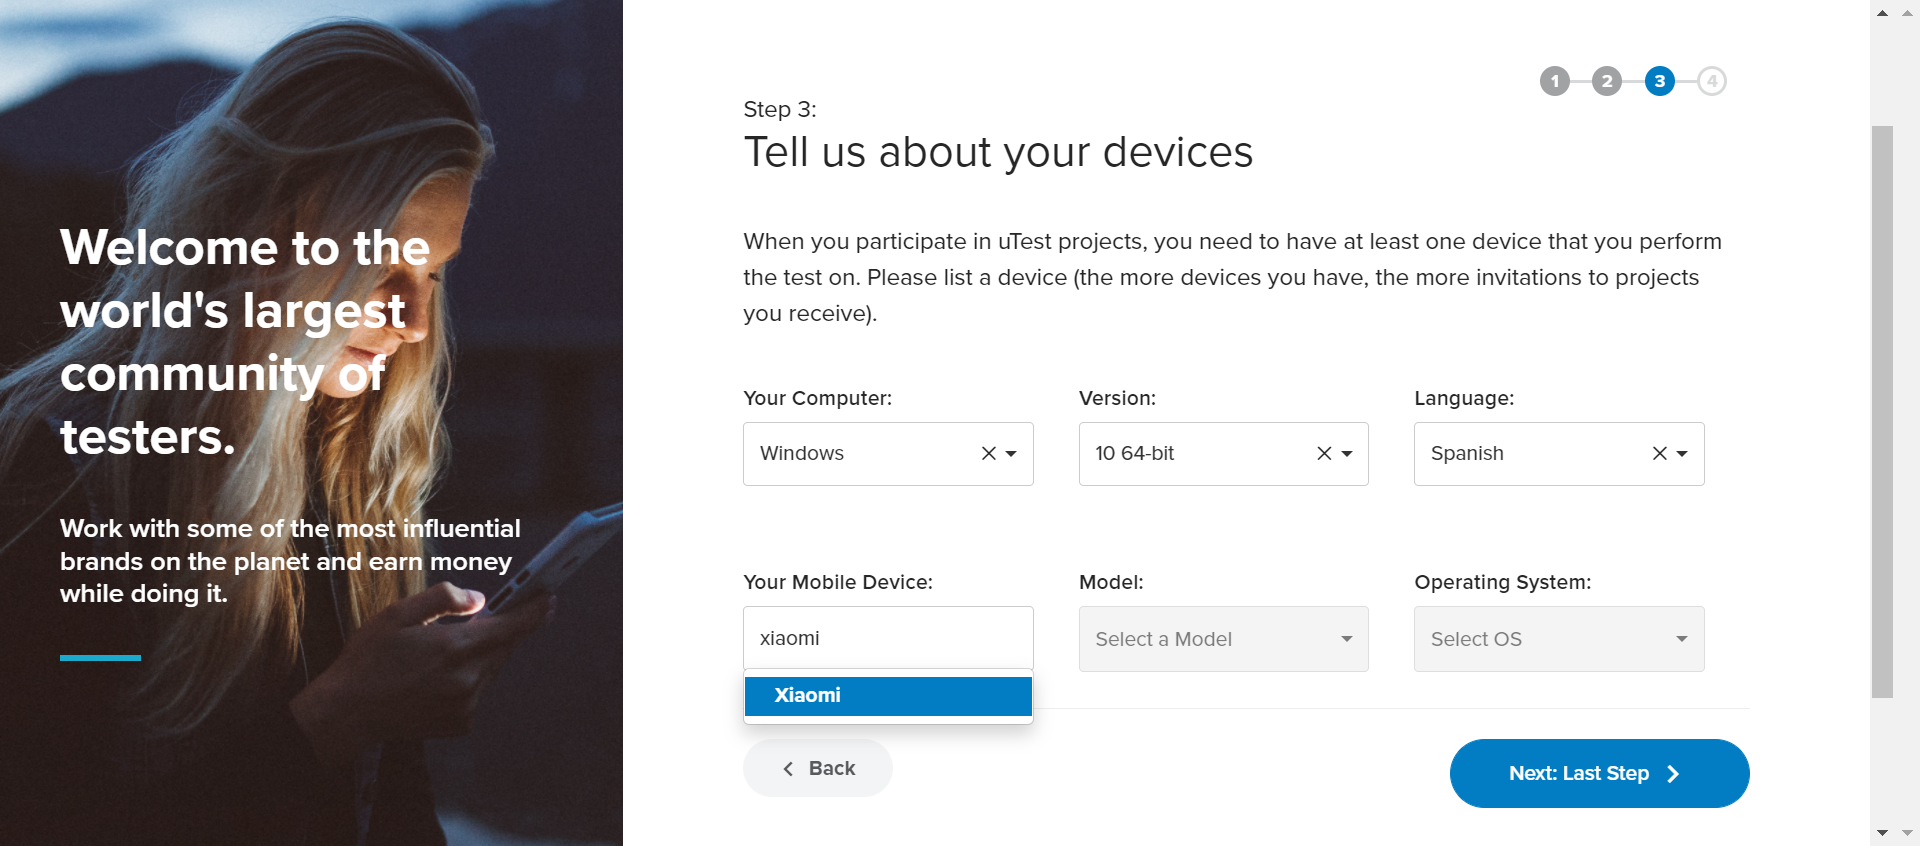 Welcome to the
world's largest
community of
testers.
Work with some of the most influential
brands on the planet and earn money
while doing it.
1 2 3 4
Step 3:
Tell us about your devices
When you participate in uTest projects, you need to have at least one device that you perform
the test on. Please list a device (the more devices you have, the more invitations to projects
you receive).
Your Computer: Version: Language:
Windows 10 64-bit Spanish
Your Mobile Device: Model: Operating System:
xiaomi Select a Model Select OS
Xiaomi
Back Next: Last Step